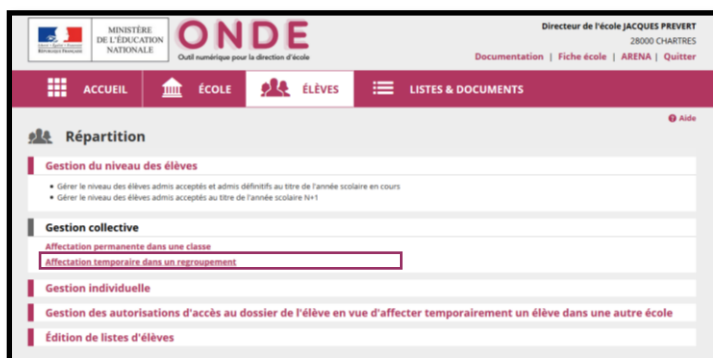 MINISTÈRE
DE L'ÉDUCATION
NATIONALE
ONDE
Outil numérique pour la direction d'école
Directeur de l'école JACQUES PREVERT
28000 CHARTRES
Documentation | Fiche école | ARENA | Quitter
ACCUEIL ÉCOLE ÉLÈVES LISTES & DOCUMENTS
Aide
Répartition
Gestion du niveau des élèves
Gérer le niveau des élèves admis acceptés et admis définitifs au titre de l'année scolaire en cours
Gérer le niveau des élèves admis acceptés au titre de l'année scolaire N+1
Gestion collective
Affectation permanente dans une classe
Affectation temporaire dans un regroupement
Gestion individuelle
Gestion des autorisations d'accès au dossier de l'élève en vue d'affecter temporairement un élève dans une autre école
Édition de listes d'élèves